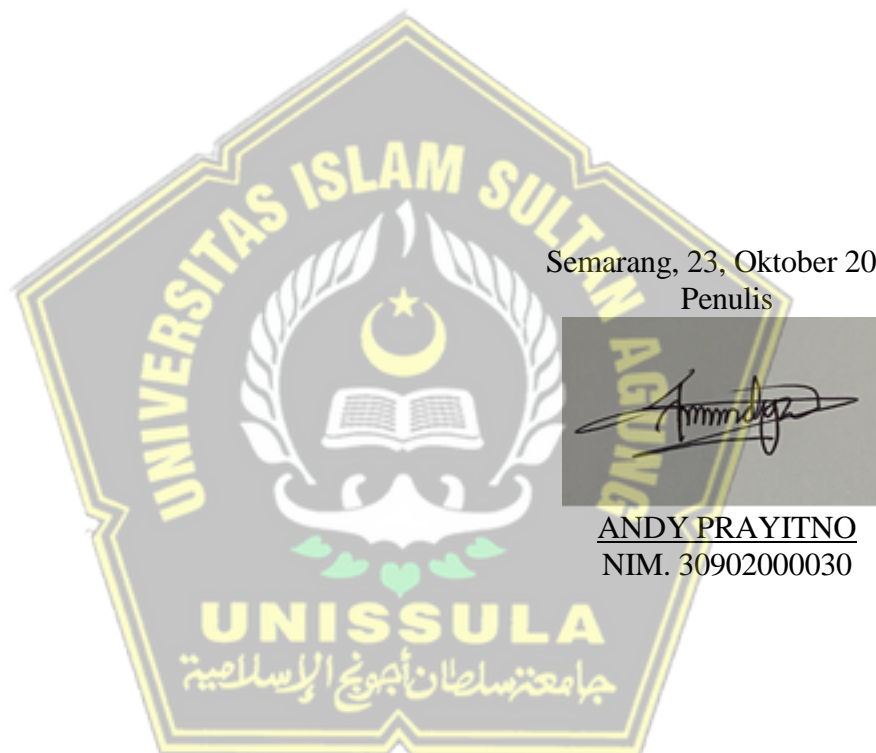 UNIVERSITAS ISLAM SULTAN AGUNG
Semarang, 23, Oktober 20
Penulis
ANDY PRAYITNO
NIM. 30902000030
UNISSULA
جامعة سلطان أجونج الإسلامية